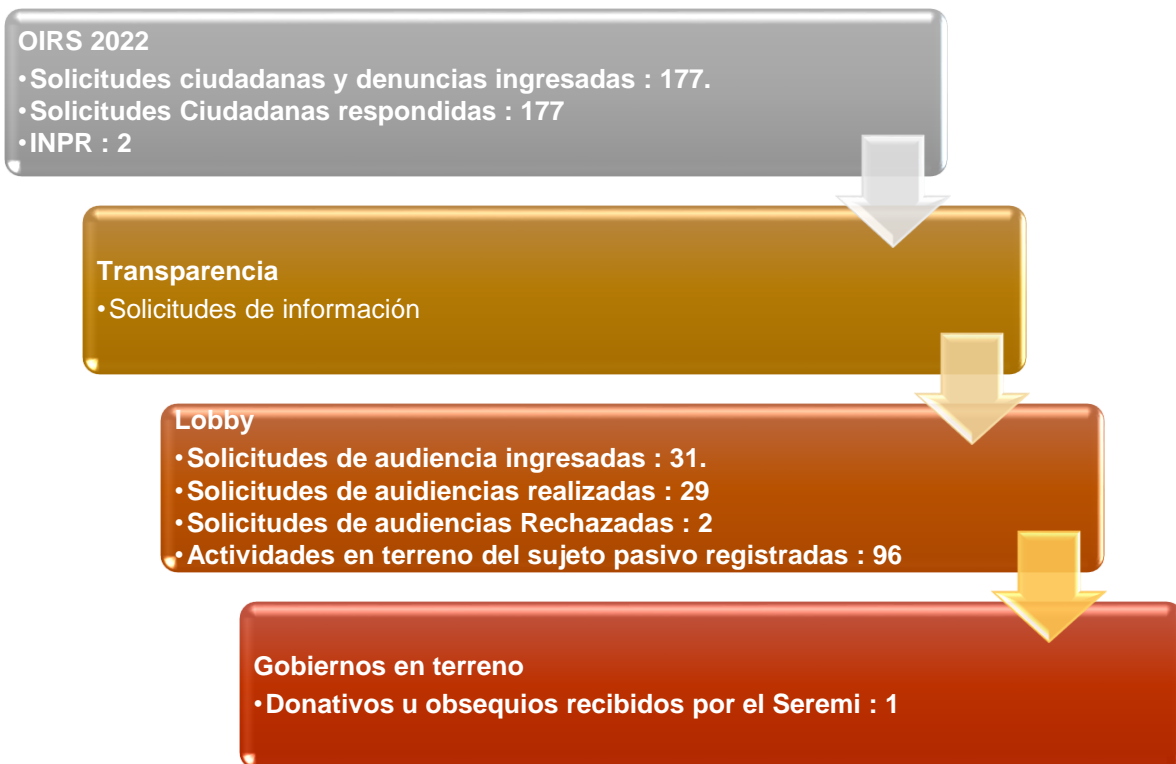 OIRS 2022
•Solicitudes ciudadanas y denuncias ingresadas : 177.
•Solicitudes Ciudadanas respondidas : 177
•INPR : 2
Transparencia
•Solicitudes de información
Lobby
•Solicitudes de audiencia ingresadas : 31.
•Solicitudes de auidiencias realizadas : 29
•Solicitudes de audiencias Rechazadas : 2
•Actividades en terreno del sujeto pasivo registradas : 96
Gobiernos en terreno
•Donativos u obsequios recibidos por el Seremi : 1